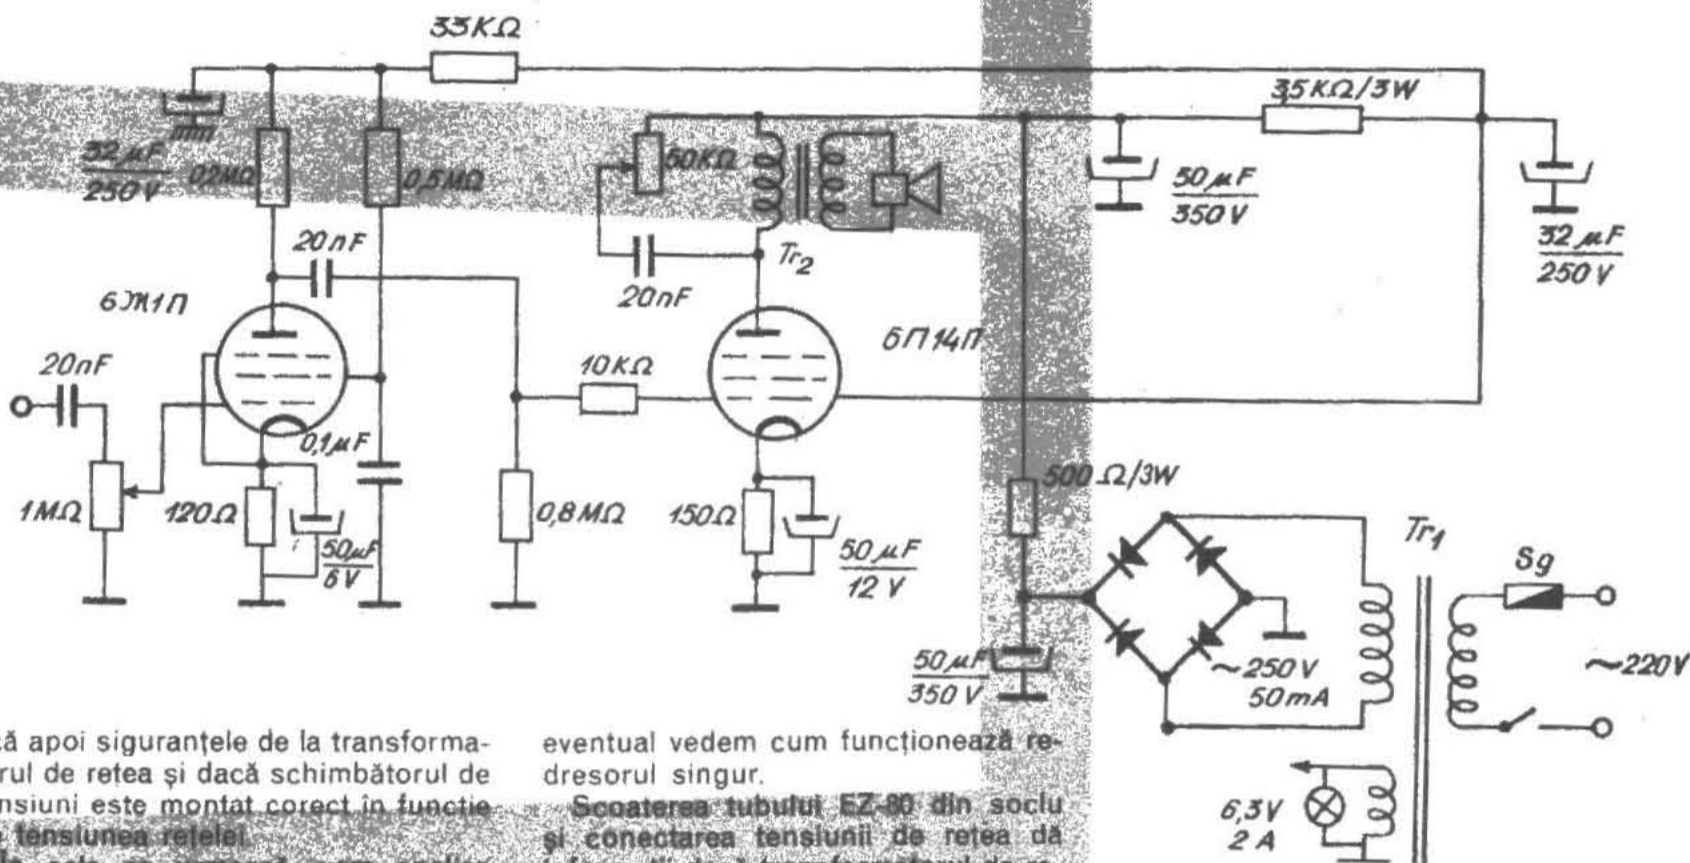 33KΩ
3,5KΩ/3W
32µF
250V
0,2MΩ
0,5MΩ
50KΩ
50µF
350V
32µF
250V
20nF
Tr2
20nF
6Ж1П
6П14П
20nF
10KΩ
0,1µF
1MΩ
120Ω
50µF
6V
0,8MΩ
150Ω
50µF
12V
500Ω/3W
Tr1
Sg
~220V
~250V
50mA
50µF
350V
6,3V
2A
că apoi siguranțele de la transforma-
rul de rețea și dacă schimbătorul de
nsiuni este montat corect în funcție
tensiunea rețelei.
eventual vedem cum funcționează re-
dresorul singur.
Scoaterea tubului EZ-80 din soclu
și conectarea tensiunii de rețea dă